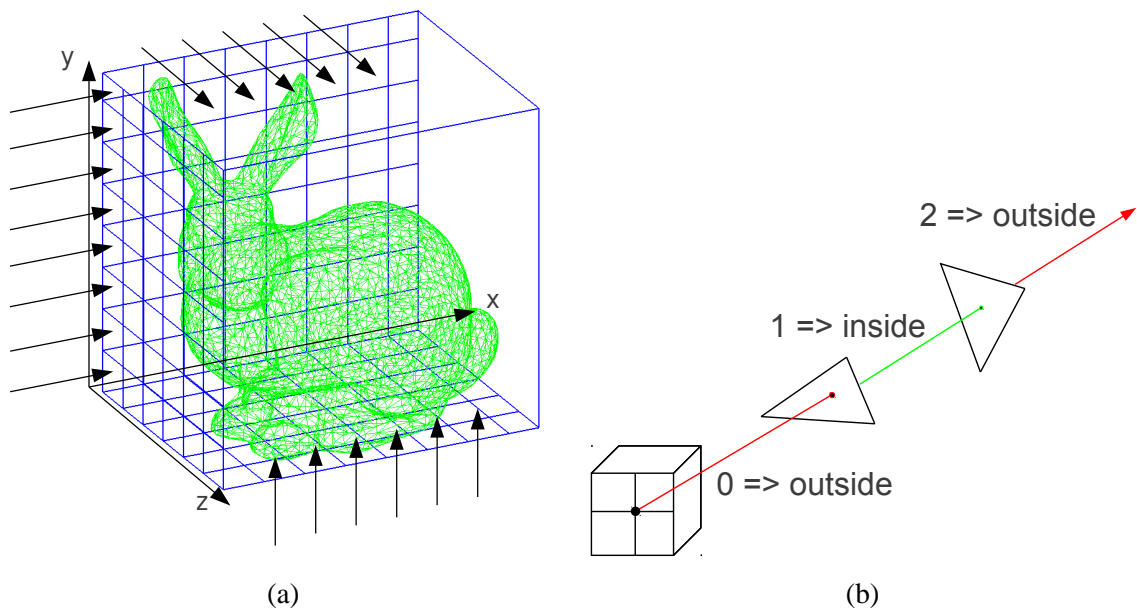 y
x
z
2 => outside
1 => inside
0 => outside
(a)
(b)